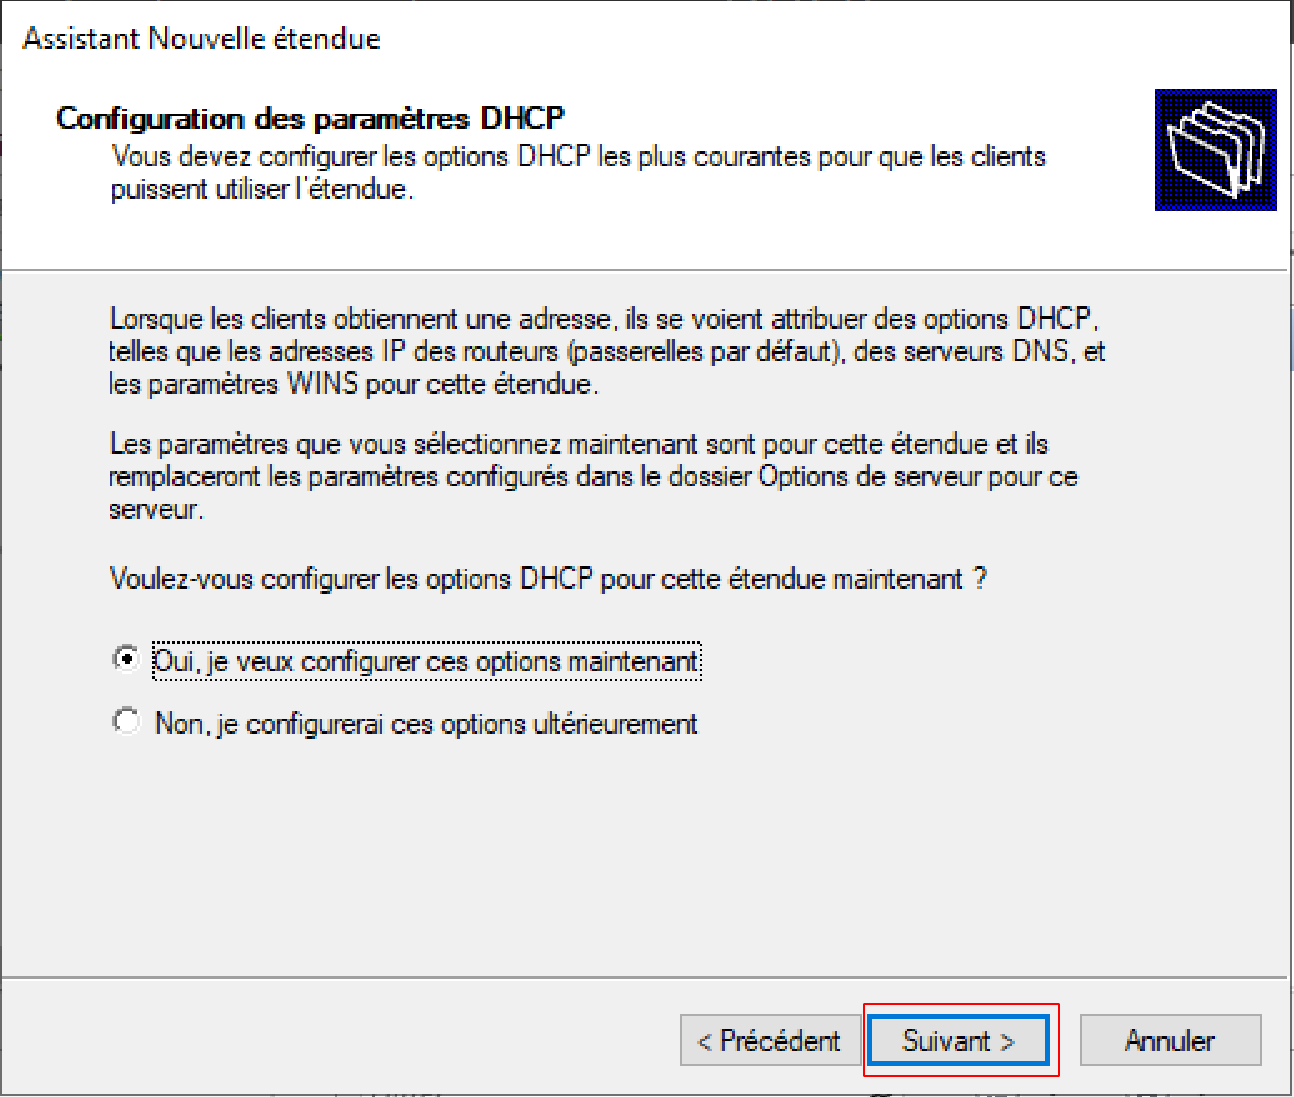 Assistant Nouvelle étendue
Configuration des paramètres DHCP
Vous devez configurer les options DHCP les plus courantes pour que les clients
puissent utiliser l'étendue.
Lorsque les clients obtiennent une adresse, ils se voient attribuer des options DHCP,
telles que les adresses IP des routeurs (passerelles par défaut), des serveurs DNS, et
les paramètres WINS pour cette étendue.
Les paramètres que vous sélectionnez maintenant sont pour cette étendue et ils
remplaceront les paramètres configurés dans le dossier Options de serveur pour ce
serveur.
Voulez-vous configurer les options DHCP pour cette étendue maintenant ?
Oui, je veux configurer ces options maintenant
Non, je configurerai ces options ultérieurement
< Précédent Suivant > Annuler